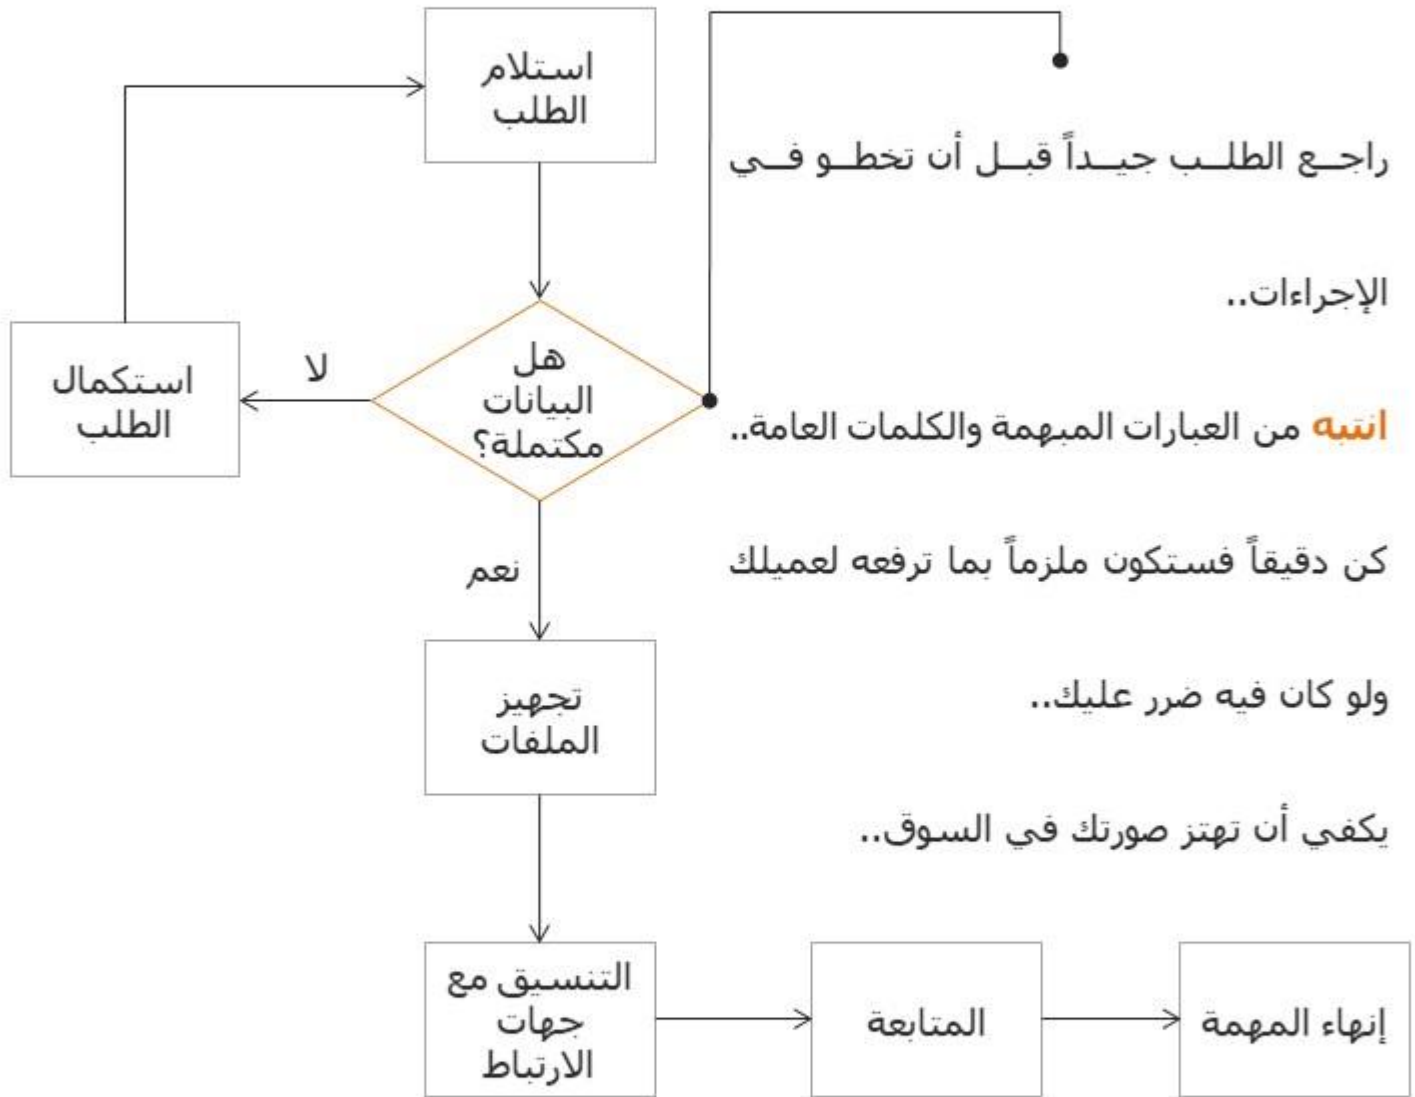 استلام
الطلب
راجع الطلب جيداً قبل أن تخطو في
الإجراءات..
هل
البيانات
مكتملة؟
لا
استكمال
الطلب
انتبه من العبارات المبهمة والكلمات العامة..
كن دقيقاً فستكون ملزماً بما ترفعه لعميلك
نعم
ولو كان فيه ضرر عليك..
تجهيز
الملفات
يكفي أن تهتز صورتك في السوق..
التنسيق مع
جهات
الارتباط
المتابعة
إنهاء المهمة